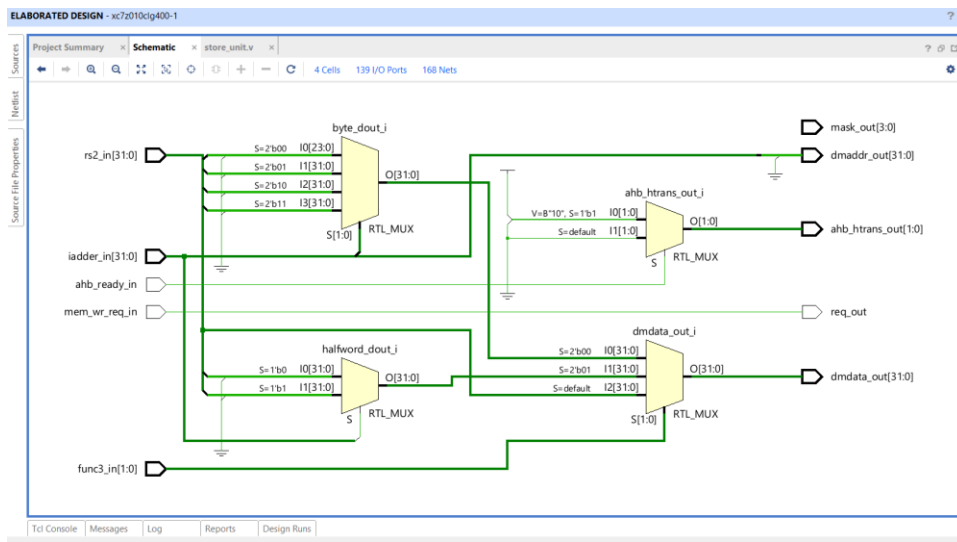 ELABORATED DESIGN - xc7z010clg400-1
?
Sources
Netlist
Source File Properties
Project Summary × Schematic × store_unit.v ×
?
4 Cells 139 I/O Ports 168 Nets
byte_dout_i
mask_out[3:0]
rs2_in[31:0]
S=2'b00 I0[23:0]
S=2'b01 I1[31:0]
S=2'b10 I2[31:0]
S=2'b11 I3[31:0]
O[31:0]
S[1:0] RTL_MUX
dmaddr_out[31:0]
ahb_htrans_out_i
V=B"10", S=1'b1 I0[1:0]
S=default I1[1:0]
O[1:0]
S RTL_MUX
ahb_htrans_out[1:0]
iadder_in[31:0]
ahb_ready_in
mem_wr_req_in
req_out
halfword_dout_i
S=1'b0 I0[31:0]
S=1'b1 I1[31:0]
O[31:0]
S RTL_MUX
dmdata_out_i
S=2'b00 I0[31:0]
S=2'b01 I1[31:0]
S=default I2[31:0]
O[31:0]
S[1:0] RTL_MUX
dmdata_out[31:0]
func3_in[1:0]
Tcl Console Messages Log Reports Design Runs